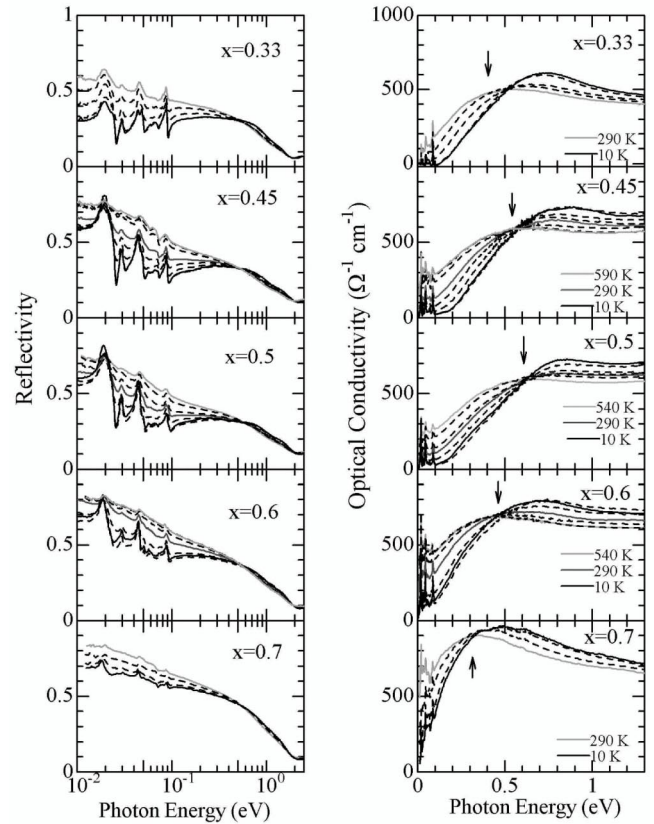 1
x=0.33
0.5
0
x=0.45
0.5
0
x=0.5
0.5
0
x=0.6
0.5
0
x=0.7
0.5
0
10⁻² 10⁻¹ 10⁰
Photon Energy (eV)
Reflectivity
1000
x=0.33
500
290 K
10 K
0
x=0.45
500
590 K
290 K
10 K
0
x=0.5
500
540 K
290 K
10 K
0
x=0.6
500
540 K
290 K
10 K
0
x=0.7
500
290 K
10 K
0
0 0.5 1
Photon Energy (eV)
Optical Conductivity (Ω⁻¹ cm⁻¹)